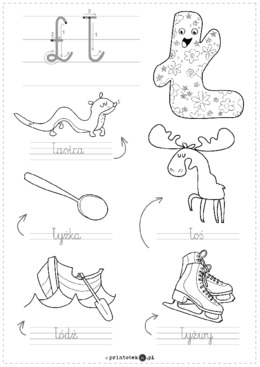 ł ł
łasica
łyżka łoś
łódź łyżwy
printoteka.pl